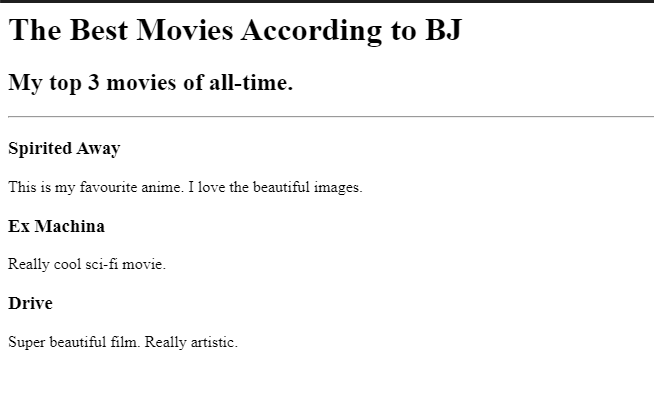 The Best Movies According to BJ
My top 3 movies of all-time.
Spirited Away
This is my favourite anime. I love the beautiful images.
Ex Machina
Really cool sci-fi movie.
Drive
Super beautiful film. Really artistic.